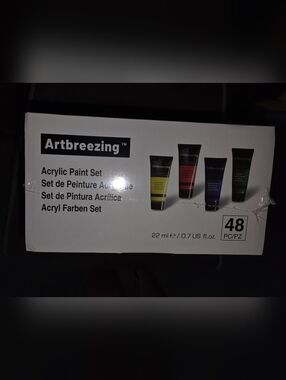 Artbreezing™
Acrylic Paint Set
Set de Peinture Acrylique
Set de Pintura Acrílica
Acryl Farben Set
22 ml ℮ / 0.7 US fl.oz.
48
PC/PZ